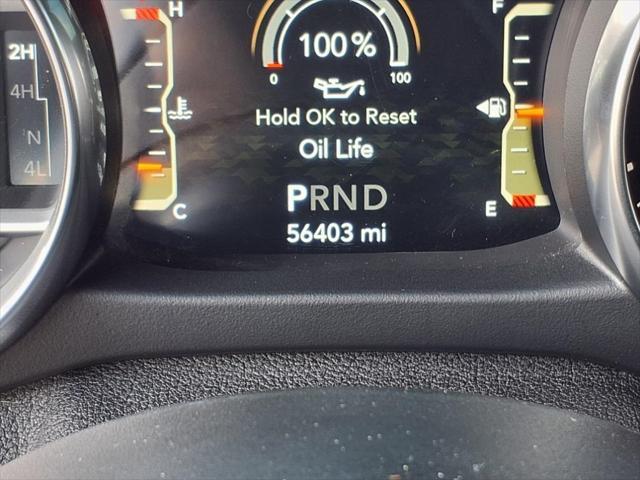 H
F
2H
100%
4H
0
100
Hold OK to Reset
N
Oil Life
4L
PRND
C
E
56403 mi